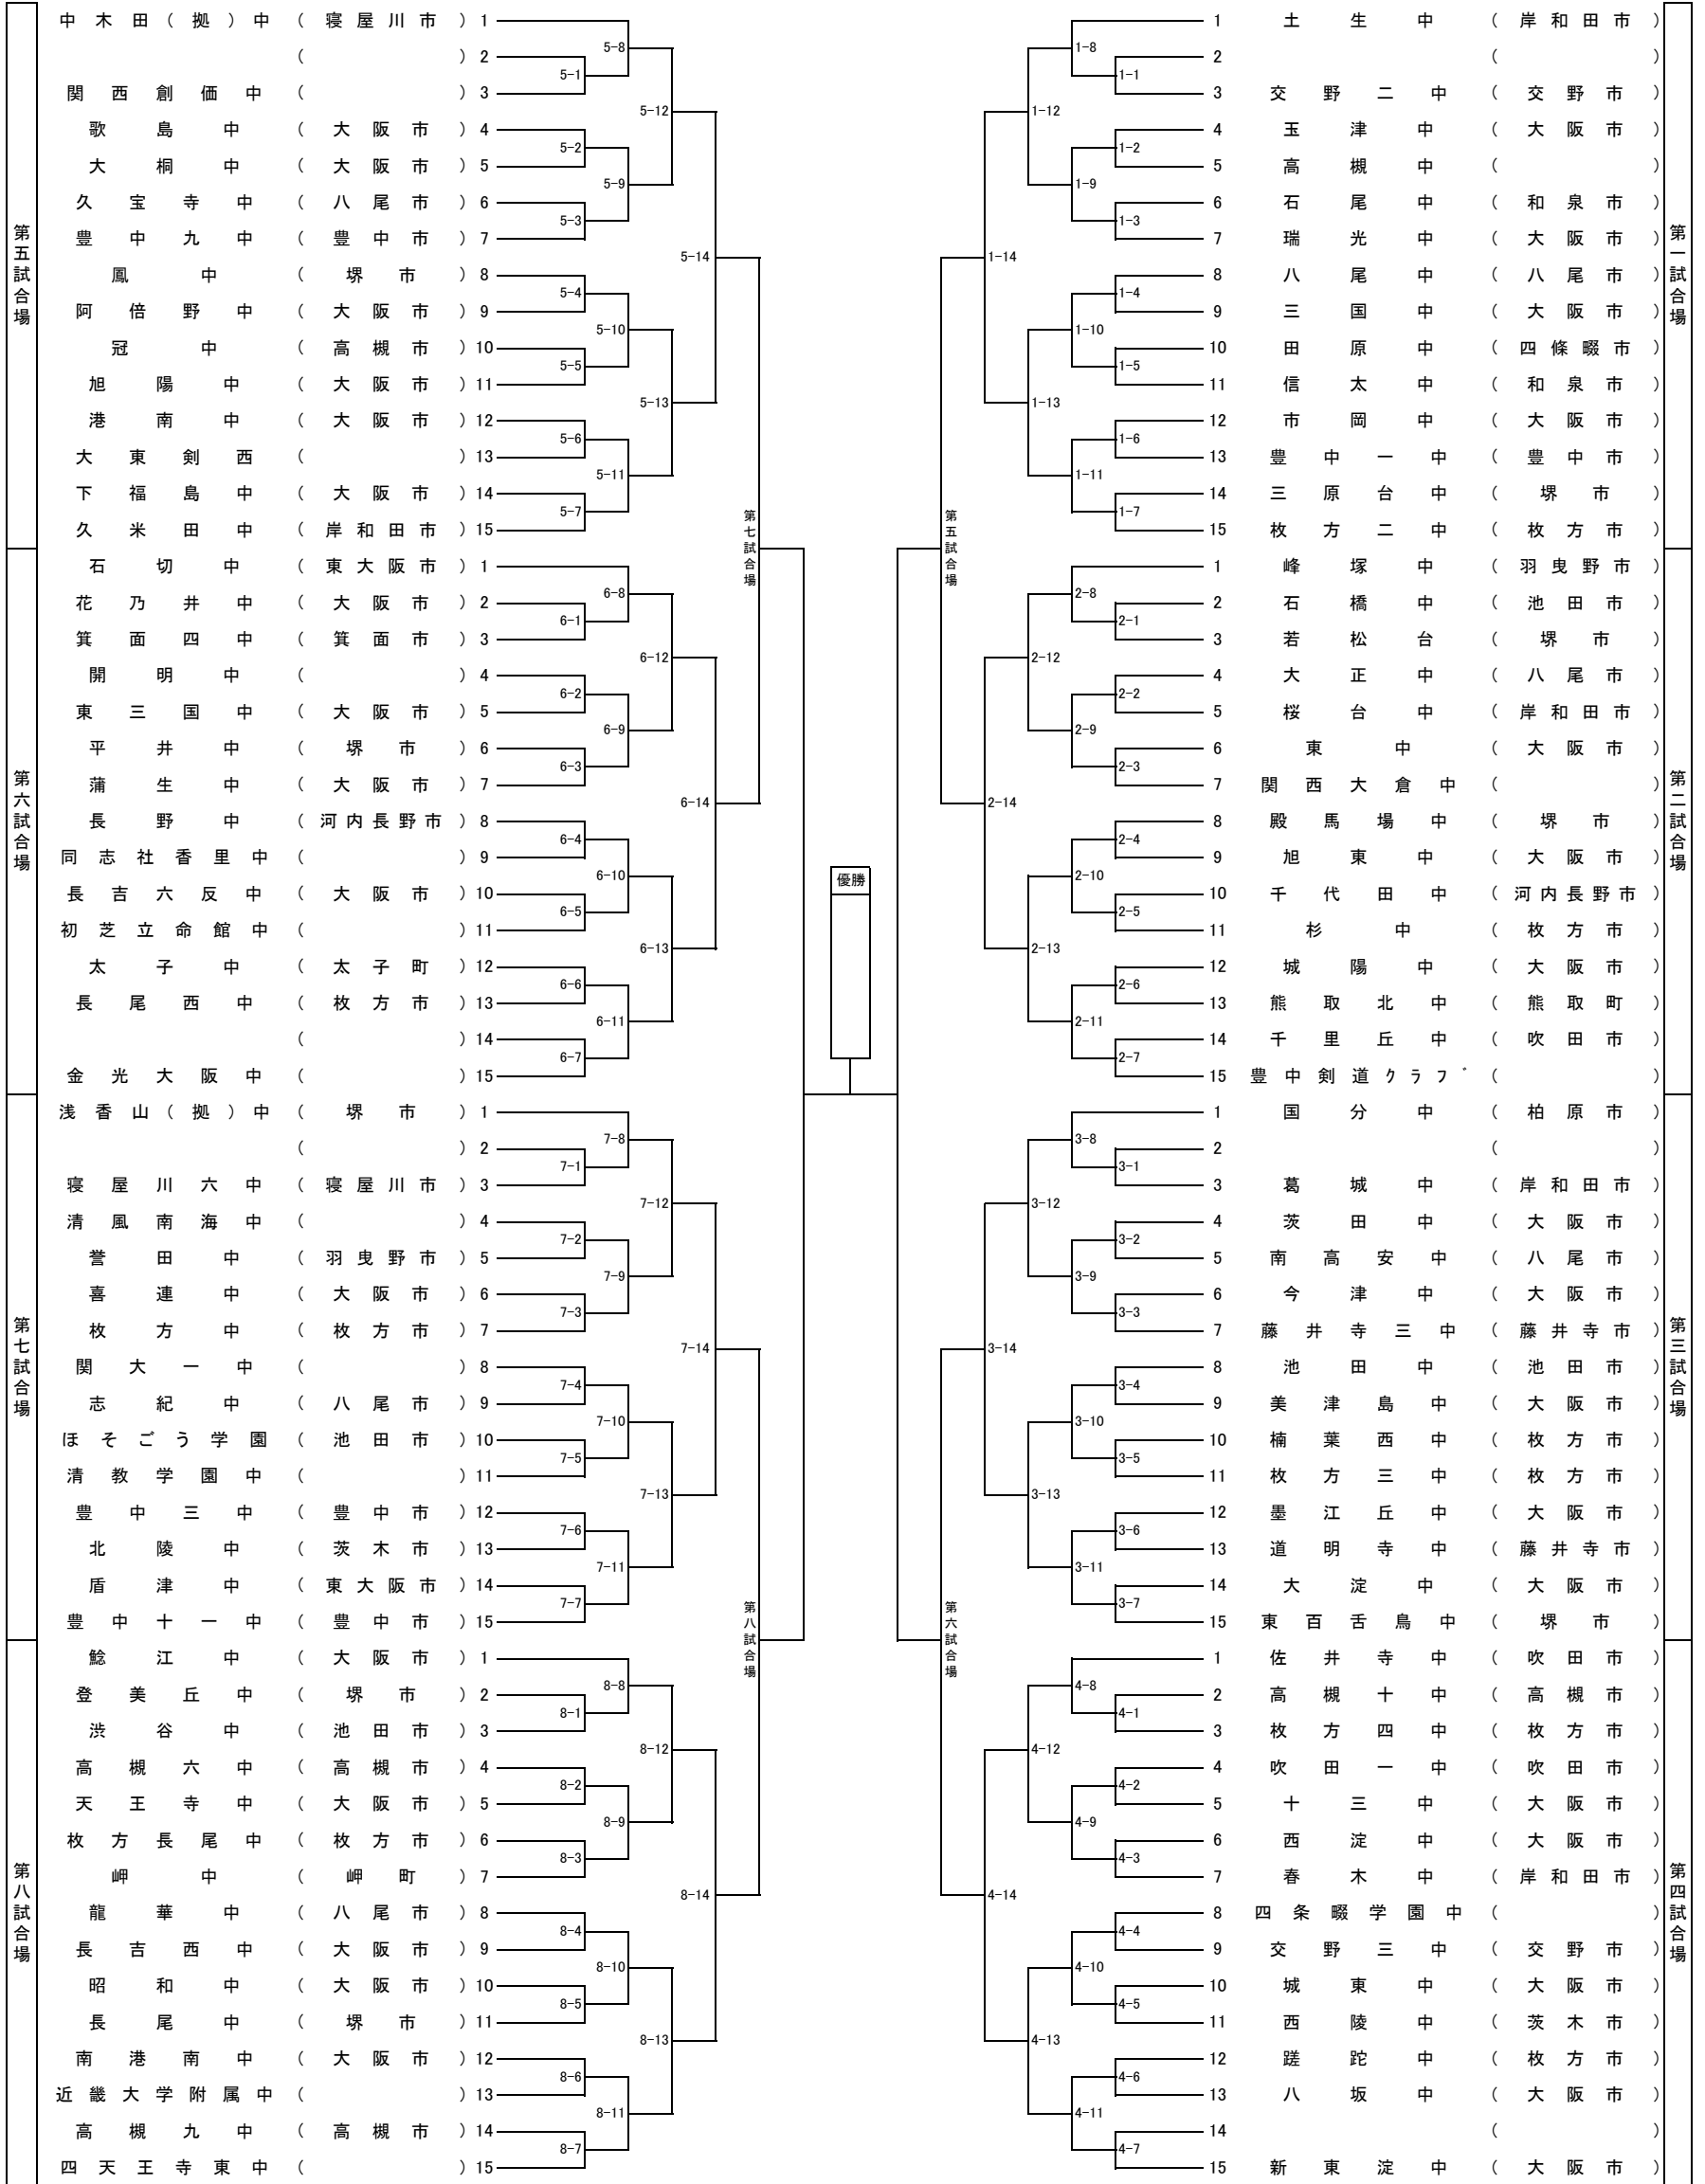 第五試合場
中木田（拠）中 （ 寝屋川市 ） 1
（ ） 2
関西創価中 （ ） 3
歌島中 （ 大阪市 ） 4
大桐中 （ 大阪市 ） 5
久宝寺中 （ 八尾市 ） 6
豊中九中 （ 豊中市 ） 7
鳳中 （ 堺市 ） 8
阿倍野中 （ 大阪市 ） 9
冠中 （ 高槻市 ） 10
旭陽中 （ 大阪市 ） 11
港南中 （ 大阪市 ） 12
大東剣西 （ ） 13
下福島中 （ 大阪市 ） 14
久米田中 （ 岸和田市 ） 15
5-1
5-2
5-3
5-4
5-5
5-6
5-7
5-8
5-9
5-10
5-11
5-12
5-13
5-14
第六試合場
石切中 （ 東大阪市 ） 1
花乃井中 （ 大阪市 ） 2
箕面四中 （ 箕面市 ） 3
開明中 （ ） 4
東三国中 （ 大阪市 ） 5
平井中 （ 堺市 ） 6
蒲生中 （ 大阪市 ） 7
長野中 （ 河内長野市 ） 8
同志社香里中 （ ） 9
長吉六反中 （ 大阪市 ） 10
初芝立命館中 （ ） 11
太子中 （ 太子町 ） 12
長尾西中 （ 枚方市 ） 13
（ ） 14
金光大阪中 （ ） 15
6-1
6-2
6-3
6-4
6-5
6-6
6-7
6-8
6-9
6-10
6-11
6-12
6-13
6-14
第七試合場
第七試合場
浅香山（拠）中 （ 堺市 ） 1
（ ） 2
寝屋川六中 （ 寝屋川市 ） 3
清風南海中 （ ） 4
誉田中 （ 羽曳野市 ） 5
喜連中 （ 大阪市 ） 6
枚方中 （ 枚方市 ） 7
関大一中 （ ） 8
志紀中 （ 八尾市 ） 9
ほそごう学園 （ 池田市 ） 10
清教学園中 （ ） 11
豊中三中 （ 豊中市 ） 12
北陵中 （ 茨木市 ） 13
盾津中 （ 東大阪市 ） 14
豊中十一中 （ 豊中市 ） 15
7-1
7-2
7-3
7-4
7-5
7-6
7-7
7-8
7-9
7-10
7-11
7-12
7-13
7-14
第八試合場
鯰江中 （ 大阪市 ） 1
登美丘中 （ 堺市 ） 2
渋谷中 （ 池田市 ） 3
高槻六中 （ 高槻市 ） 4
天王寺中 （ 大阪市 ） 5
枚方長尾中 （ 枚方市 ） 6
岬中 （ 岬町 ） 7
龍華中 （ 八尾市 ） 8
長吉西中 （ 大阪市 ） 9
昭和中 （ 大阪市 ） 10
長尾中 （ 堺市 ） 11
南港南中 （ 大阪市 ） 12
近畿大学附属中 （ ） 13
高槻九中 （ 高槻市 ） 14
四天王寺東中 （ ） 15
8-1
8-2
8-3
8-4
8-5
8-6
8-7
8-8
8-9
8-10
8-11
8-12
8-13
8-14
第八試合場
優勝
第一試合場
1 土生中 （ 岸和田市 ）
2 （ ）
3 交野二中 （ 交野市 ）
4 玉津中 （ 大阪市 ）
5 高槻中 （ ）
6 石尾中 （ 和泉市 ）
7 瑞光中 （ 大阪市 ）
8 八尾中 （ 八尾市 ）
9 三国中 （ 大阪市 ）
10 田原中 （ 四條畷市 ）
11 信太中 （ 和泉市 ）
12 市岡中 （ 大阪市 ）
13 豊中一中 （ 豊中市 ）
14 三原台中 （ 堺市 ）
15 枚方二中 （ 枚方市 ）
1-1
1-2
1-3
1-4
1-5
1-6
1-7
1-8
1-9
1-10
1-11
1-12
1-13
1-14
第五試合場
第二試合場
1 峰塚中 （ 羽曳野市 ）
2 石橋中 （ 池田市 ）
3 若松台 （ 堺市 ）
4 大正中 （ 八尾市 ）
5 桜台中 （ 岸和田市 ）
6 東中 （ 大阪市 ）
7 関西大倉中 （ ）
8 殿馬場中 （ 堺市 ）
9 旭東中 （ 大阪市 ）
10 千代田中 （ 河内長野市 ）
11 杉中 （ 枚方市 ）
12 城陽中 （ 大阪市 ）
13 熊取北中 （ 熊取町 ）
14 千里丘中 （ 吹田市 ）
15 豊中剣道ｸﾗﾌﾞ （ ）
2-1
2-2
2-3
2-4
2-5
2-6
2-7
2-8
2-9
2-10
2-11
2-12
2-13
2-14
第三試合場
1 国分中 （ 柏原市 ）
2 （ ）
3 葛城中 （ 岸和田市 ）
4 茨田中 （ 大阪市 ）
5 南高安中 （ 八尾市 ）
6 今津中 （ 大阪市 ）
7 藤井寺三中 （ 藤井寺市 ）
8 池田中 （ 池田市 ）
9 美津島中 （ 大阪市 ）
10 楠葉西中 （ 枚方市 ）
11 枚方三中 （ 枚方市 ）
12 墨江丘中 （ 大阪市 ）
13 道明寺中 （ 藤井寺市 ）
14 大淀中 （ 大阪市 ）
15 東百舌鳥中 （ 堺市 ）
3-1
3-2
3-3
3-4
3-5
3-6
3-7
3-8
3-9
3-10
3-11
3-12
3-13
3-14
第六試合場
第四試合場
1 佐井寺中 （ 吹田市 ）
2 高槻十中 （ 高槻市 ）
3 枚方四中 （ 枚方市 ）
4 吹田一中 （ 吹田市 ）
5 十三中 （ 大阪市 ）
6 西淀中 （ 大阪市 ）
7 春木中 （ 岸和田市 ）
8 四条畷学園中 （ ）
9 交野三中 （ 交野市 ）
10 城東中 （ 大阪市 ）
11 西陵中 （ 茨木市 ）
12 蹉跎中 （ 枚方市 ）
13 八坂中 （ 大阪市 ）
14 （ ）
15 新東淀中 （ 大阪市 ）
4-1
4-2
4-3
4-4
4-5
4-6
4-7
4-8
4-9
4-10
4-11
4-12
4-13
4-14